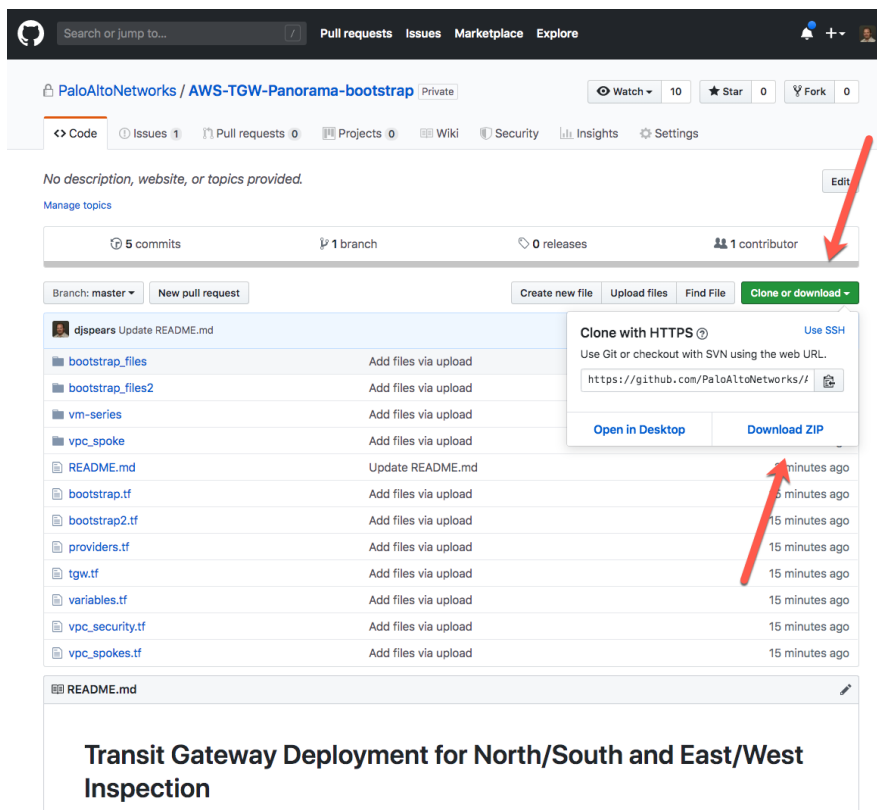 Search or jump to... / Pull requests Issues Marketplace Explore
PaloAltoNetworks / AWS-TGW-Panorama-bootstrap Private Watch 10 Star 0 Fork 0
<> Code Issues 1 Pull requests 0 Projects 0 Wiki Security Insights Settings
No description, website, or topics provided. Edit
Manage topics
5 commits 1 branch 0 releases 1 contributor
Branch: master New pull request Create new file Upload files Find File Clone or download
djspears Update README.md
Clone with HTTPS Use SSH
Use Git or checkout with SVN using the web URL.
https://github.com/PaloAltoNetworks/
Open in Desktop Download ZIP
bootstrap_files Add files via upload
bootstrap_files2 Add files via upload
vm-series Add files via upload
vpc_spoke Add files via upload
README.md Update README.md minutes ago
bootstrap.tf Add files via upload minutes ago
bootstrap2.tf Add files via upload 15 minutes ago
providers.tf Add files via upload 15 minutes ago
tgw.tf Add files via upload 15 minutes ago
variables.tf Add files via upload 15 minutes ago
vpc_security.tf Add files via upload 15 minutes ago
vpc_spokes.tf Add files via upload 15 minutes ago
README.md
Transit Gateway Deployment for North/South and East/West
Inspection